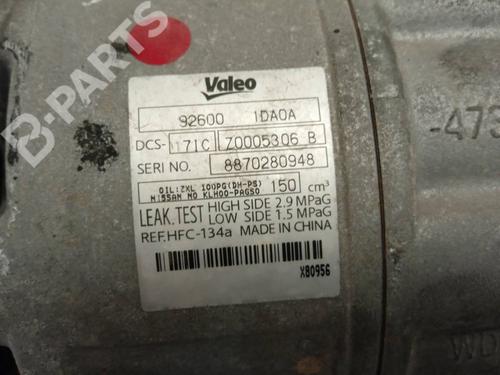 B-PARTS
Valeo
92600 1DA0A
DCS-171C Z0005306 B
SERI NO. 8870280948
OIL:ZXL 100PG(DH-PS) 150 cm³
NISSAN NO KLH00-PAGS0
LEAK.TEST HIGH SIDE 2.9 MPaG
LOW SIDE 1.5 MPaG
REF.HFC-134a MADE IN CHINA
X80956
-473